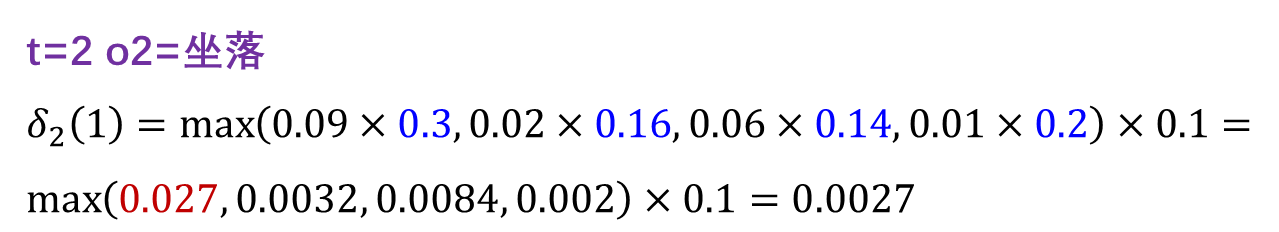 t=2 o2=坐落
δ₂(1) = max(0.09 × 0.3, 0.02 × 0.16, 0.06 × 0.14, 0.01 × 0.2) × 0.1 =
max(0.027, 0.0032, 0.0084, 0.002) × 0.1 = 0.0027